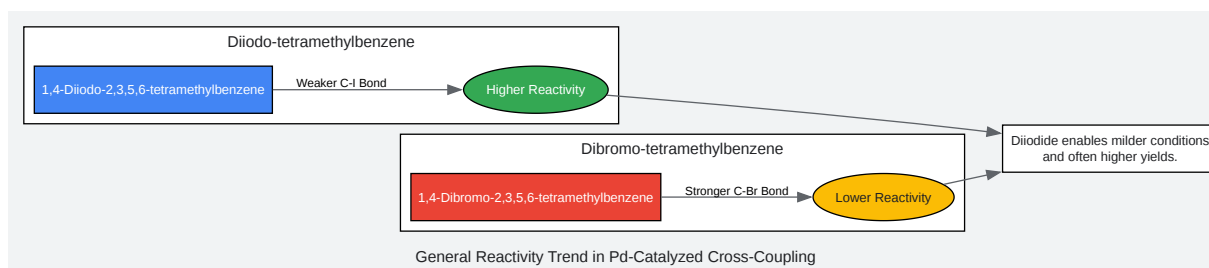 Diiodo-tetramethylbenzene
1,4-Diiodo-2,3,5,6-tetramethylbenzene
Weaker C-I Bond
Higher Reactivity
Dibromo-tetramethylbenzene
1,4-Dibromo-2,3,5,6-tetramethylbenzene
Stronger C-Br Bond
Lower Reactivity
Diiodide enables milder conditions
and often higher yields.
General Reactivity Trend in Pd-Catalyzed Cross-Coupling